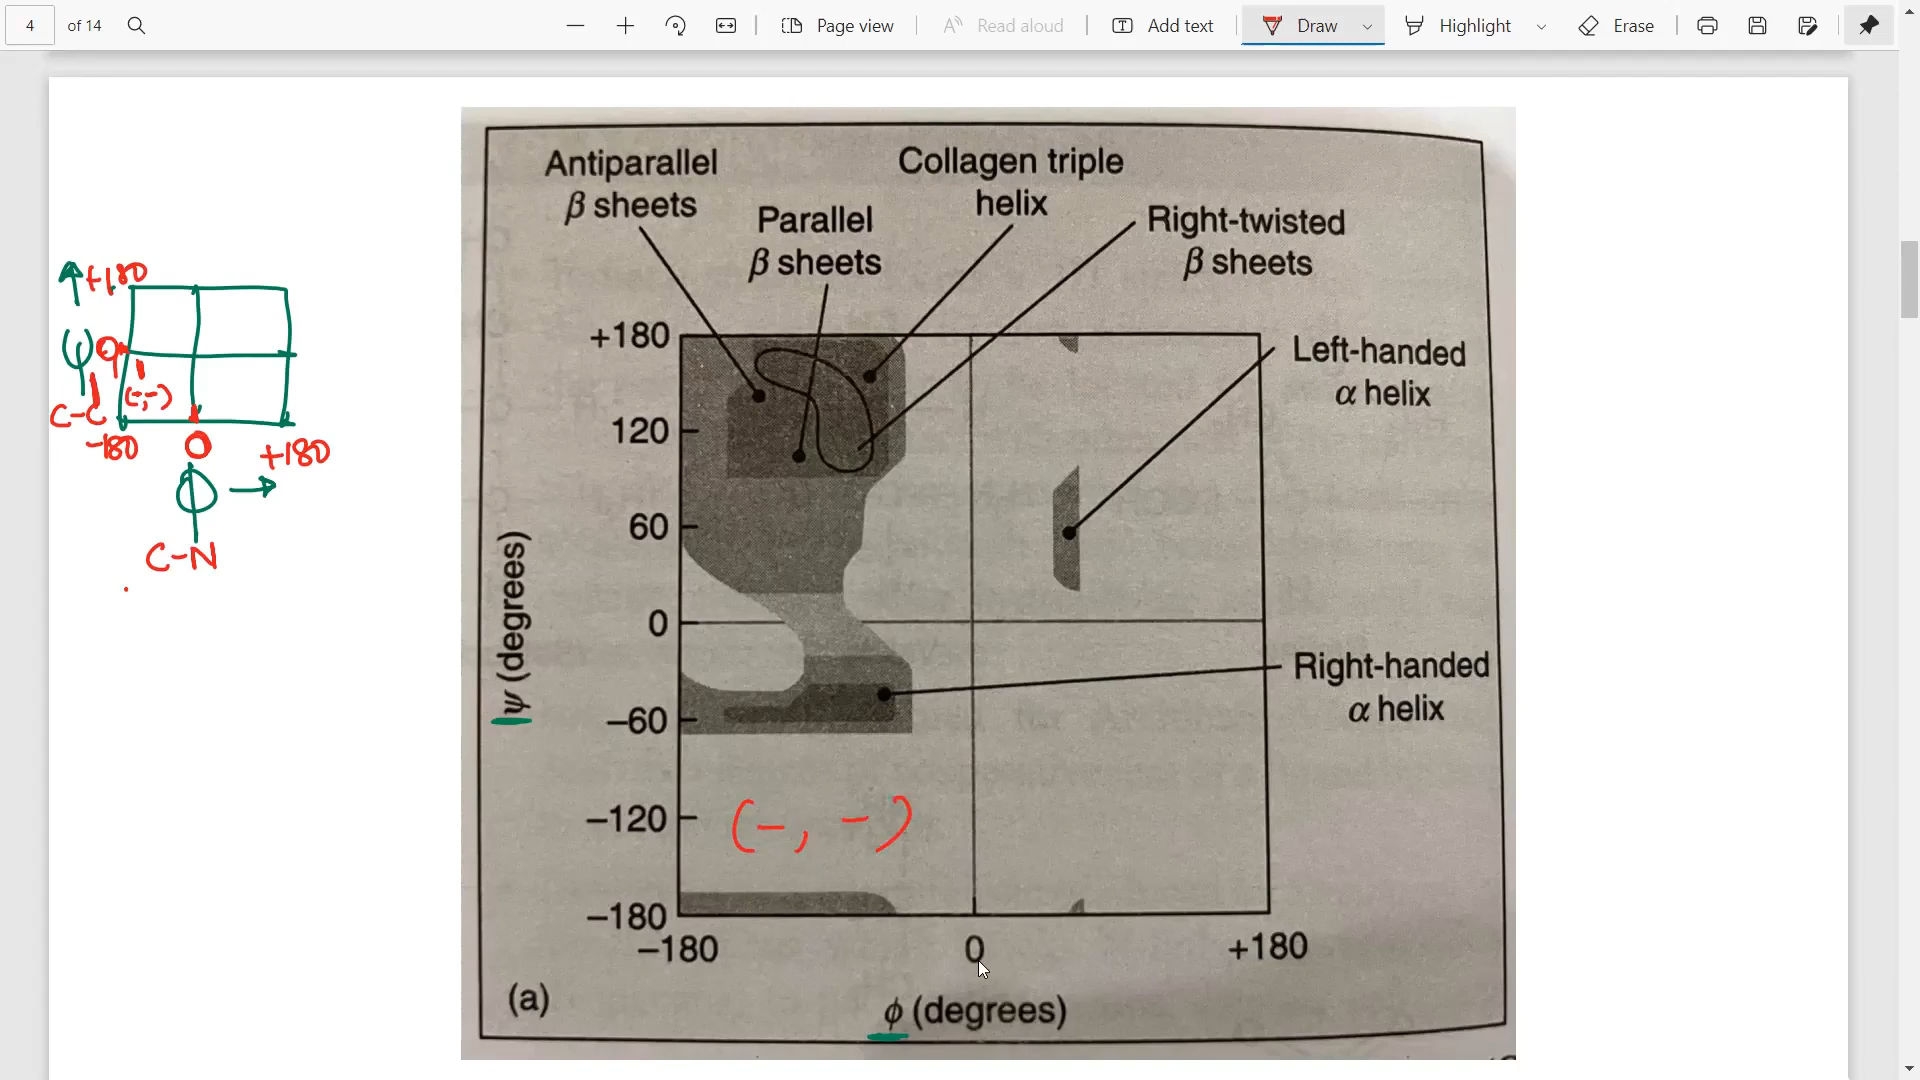 4 of 14 Page view Read aloud Add text Draw Highlight Erase
+180
ψ
0
(-,-)
C-C
-180
0
+180
ϕ
C-N
Antiparallel
β sheets
Parallel
β sheets
Collagen triple
helix
Right-twisted
β sheets
Left-handed
α helix
Right-handed
α helix
+180
120
60
0
–60
–120
–180
ψ (degrees)
(-, -)
–180 0 +180
(a)
ϕ (degrees)